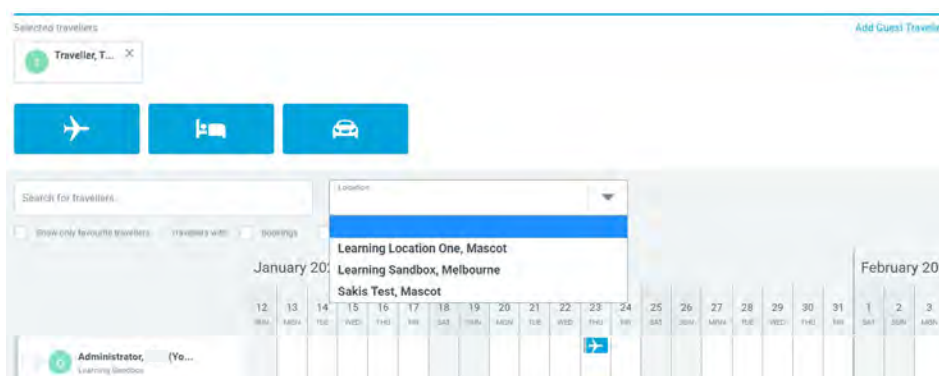 Selected travellers
Add Guest Travelle
Traveller, T... ×
Search for travellers
Location
Show only favourite travellers
Travellers with
bookings
Learning Location One, Mascot
Learning Sandbox, Melbourne
Sakis Test, Mascot
January 202
February 20
12 13 14 15 16 17 18 19 20 21 22 23 24 25 26 27 28 29 30 31 1 2 3
SUN MON TUE WED THU FRI SAT SUN MON TUE WED THU FRI SAT SUN MON TUE WED THU FRI SAT SUN MON
Administrator, (Yo...
Learning Sandbox